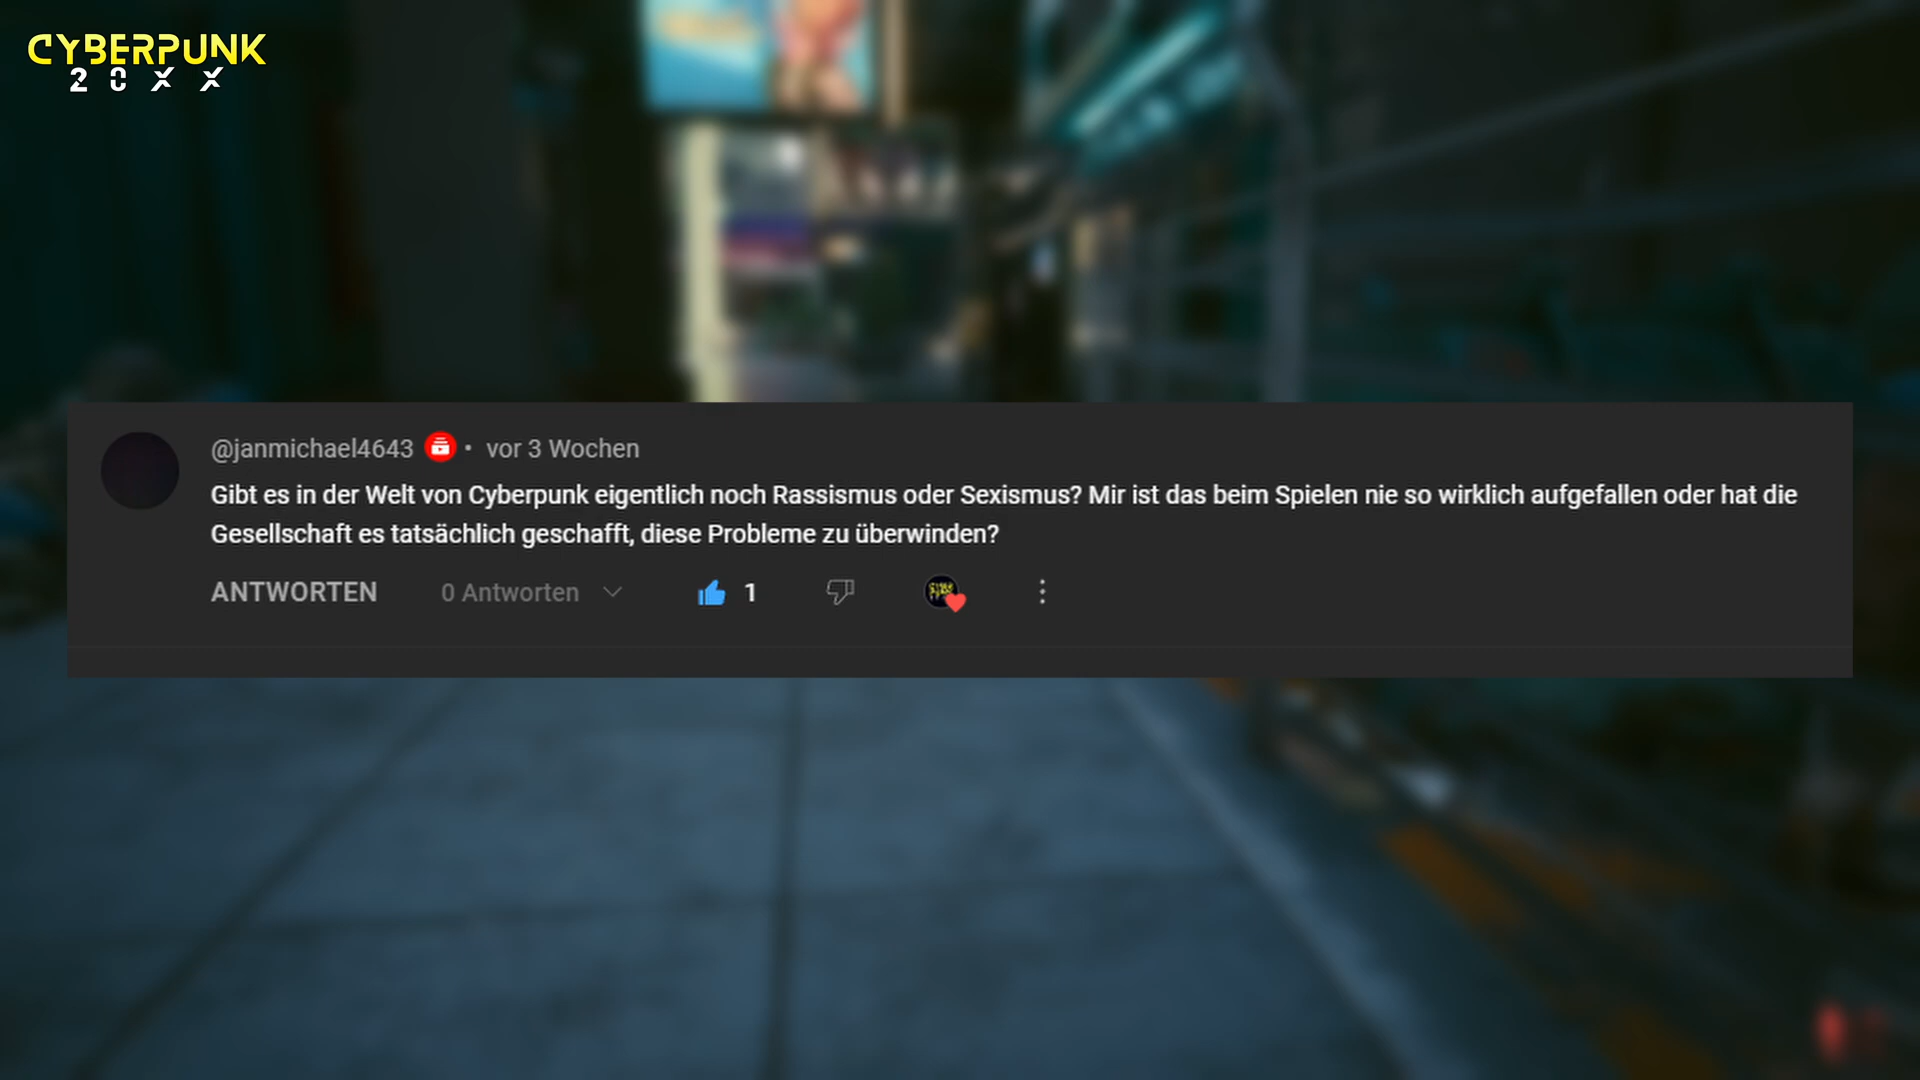 CYBERPUNK
20XX
@janmichael4643 • vor 3 Wochen
Gibt es in der Welt von Cyberpunk eigentlich noch Rassismus oder Sexismus? Mir ist das beim Spielen nie so wirklich aufgefallen oder hat die
Gesellschaft es tatsächlich geschafft, diese Probleme zu überwinden?
ANTWORTEN 0 Antworten 1